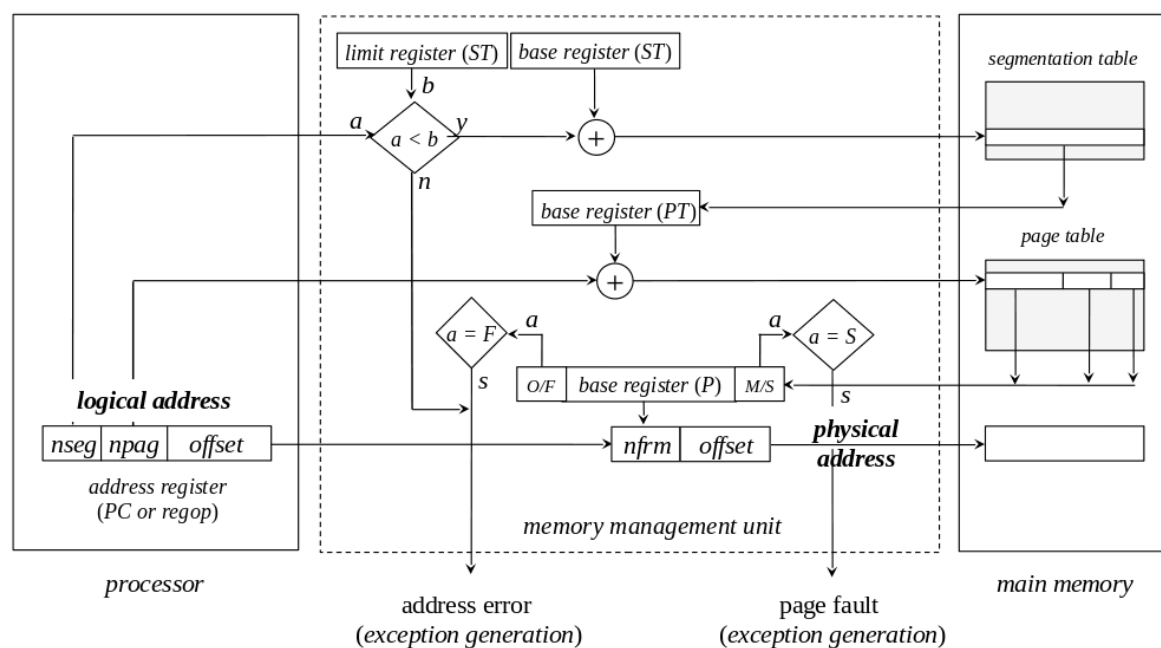 limit register (ST)
base register (ST)
segmentation table
b
a
a < b
y
+
n
base register (PT)
page table
+
a = F
a
a
a = S
O/F
base register (P)
M/S
s
s
logical address
physical
address
nseg
npag
offset
nfrm
offset
address register
(PC or regop)
memory management unit
processor
main memory
address error
(exception generation)
page fault
(exception generation)